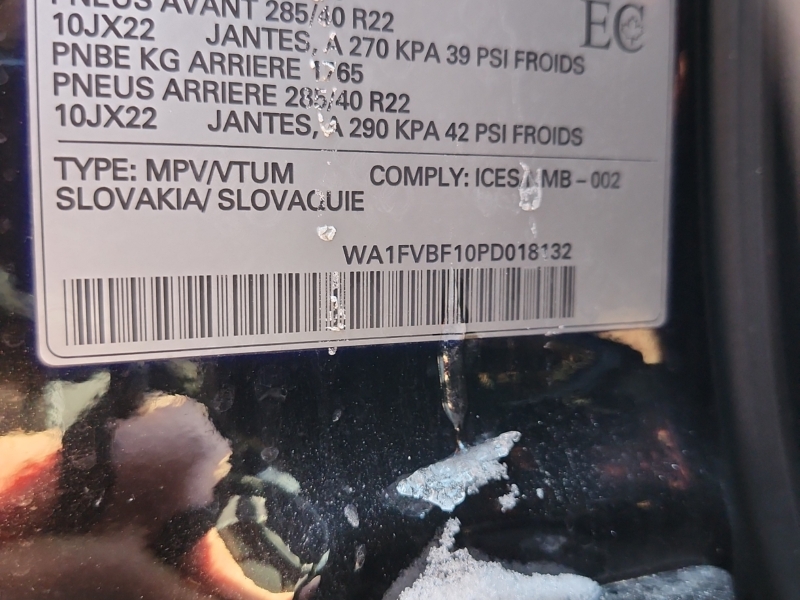 PNEUS AVANT 285/40 R22
10JX22 JANTES, A 270 KPA 39 PSI FROIDS
EC
PNBE KG ARRIERE 1765
PNEUS ARRIERE 285/40 R22
10JX22 JANTES, A 290 KPA 42 PSI FROIDS
TYPE: MPV/VTUM COMPLY: ICES/NMB-002
SLOVAKIA/ SLOVAQUIE
WA1FVBF10PD018132